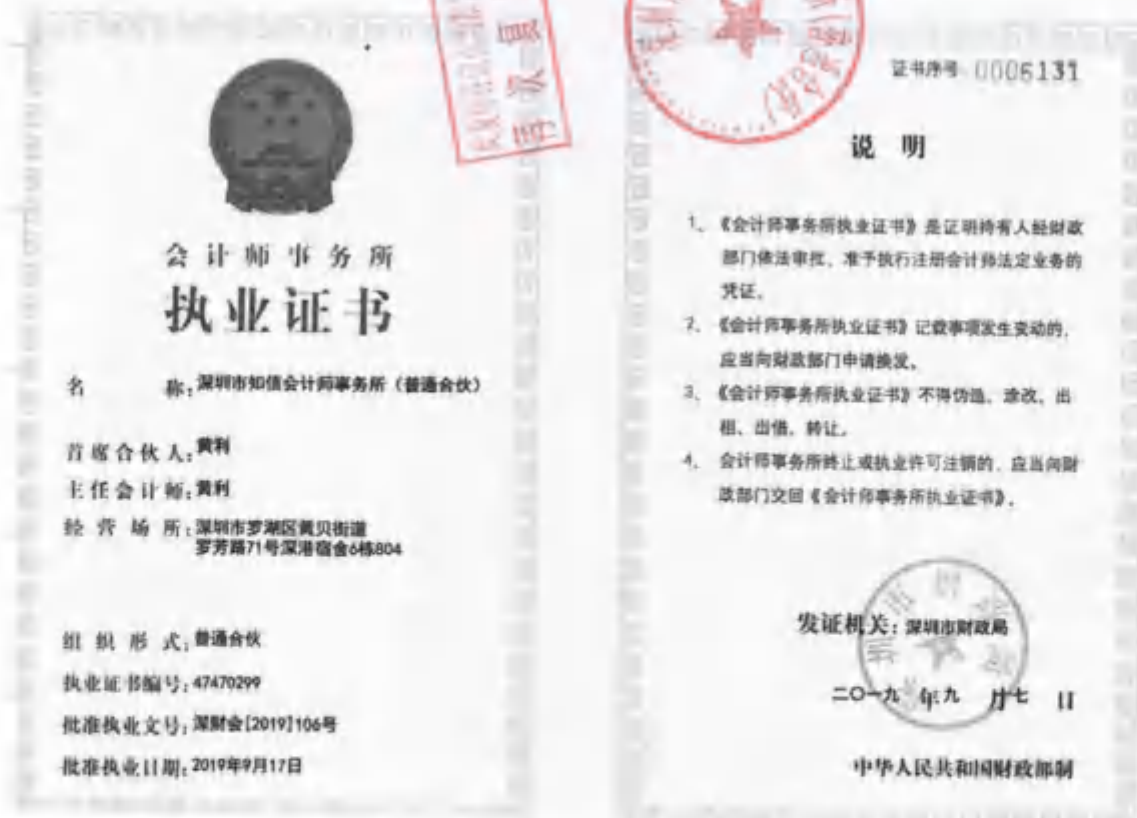 会计师事务所
执业证书
名 称：深圳市知信会计师事务所（普通合伙）
首席合伙人：黄利
主任会计师：黄利
经营场所：深圳市罗湖区黄贝街道
罗芳路71号深港宿舍6栋804
组织形式：普通合伙
执业证书编号：47470299
批准执业文号：深财会[2019]106号
批准执业日期：2019年9月17日
证书序号 0006131
说 明
1、《会计师事务所执业证书》是证明持有人经财政
部门依法审批，准予执行注册会计师法定业务的
凭证。
2、《会计师事务所执业证书》记载事项发生变动的，
应当向财政部门申请换发。
3、《会计师事务所执业证书》不得伪造、涂改、出
租、出借、转让。
4、会计师事务所终止或执业许可注销的，应当向财
政部门交回《会计师事务所执业证书》。
发证机关：深圳市财政局
二〇一九 年九 月 七 日
中华人民共和国财政部制